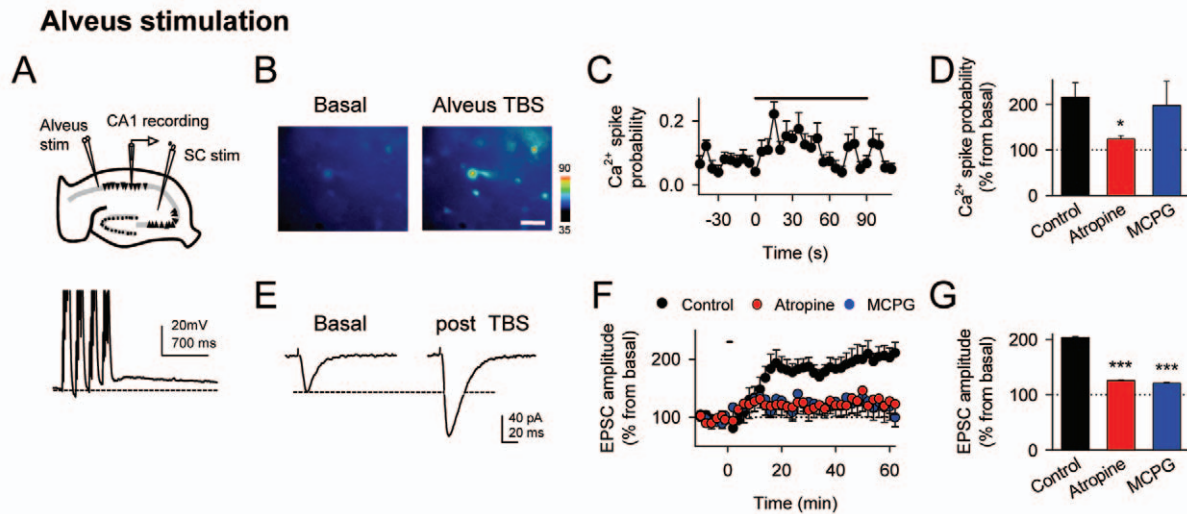 Alveus stimulation
A
Alveus
stim
CA1 recording
SC stim
20mV
700 ms
B
Basal
Alveus TBS
90
35
C
Ca2+ spike
probability
0.2
0.0
-30
0
30
60
90
Time (s)
D
Ca2+ spike probability
(% from basal)
200
100
0
*
Control
Atropine
MCPG
E
Basal
post TBS
40 pA
20 ms
F
Control
Atropine
MCPG
EPSC amplitude
(% from basal)
200
100
0
20
40
60
Time (min)
G
EPSC amplitude
(% from basal)
200
100
0
***
***
Control
Atropine
MCPG